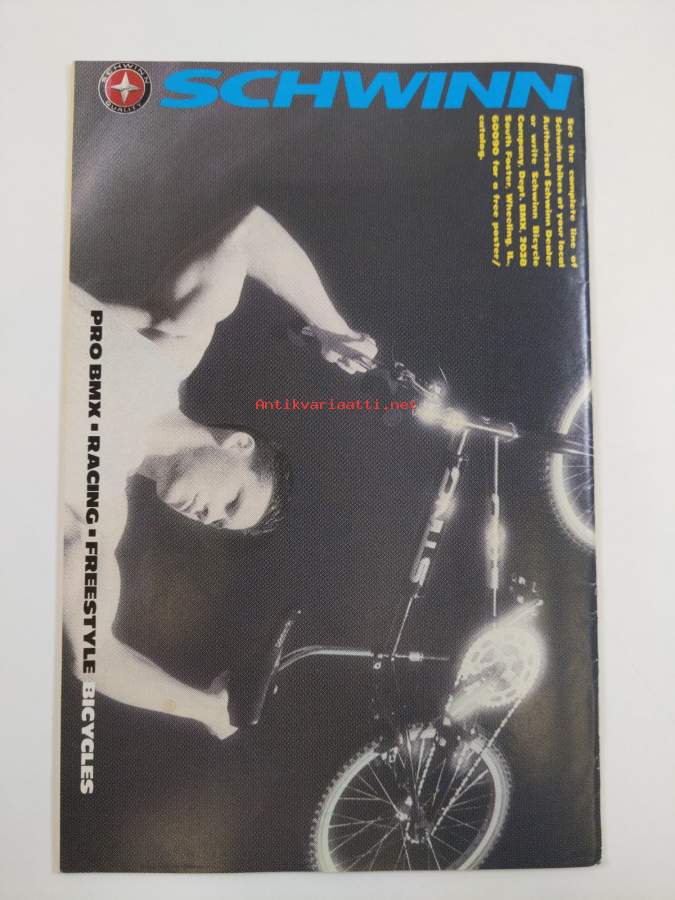 SCHWINN QUALITY
SCHWINN
See the complete line of
Schwinn bikes at your local
Authorized Schwinn Dealer
or write Schwinn Bicycle
Company, Dept. BMX, 2038
South Foster, Wheeling, IL,
60090 for a free poster/
catalog.
PRO BMX ▪ RACING ▪ FREESTYLE BICYCLES
Antikvariaatti.net